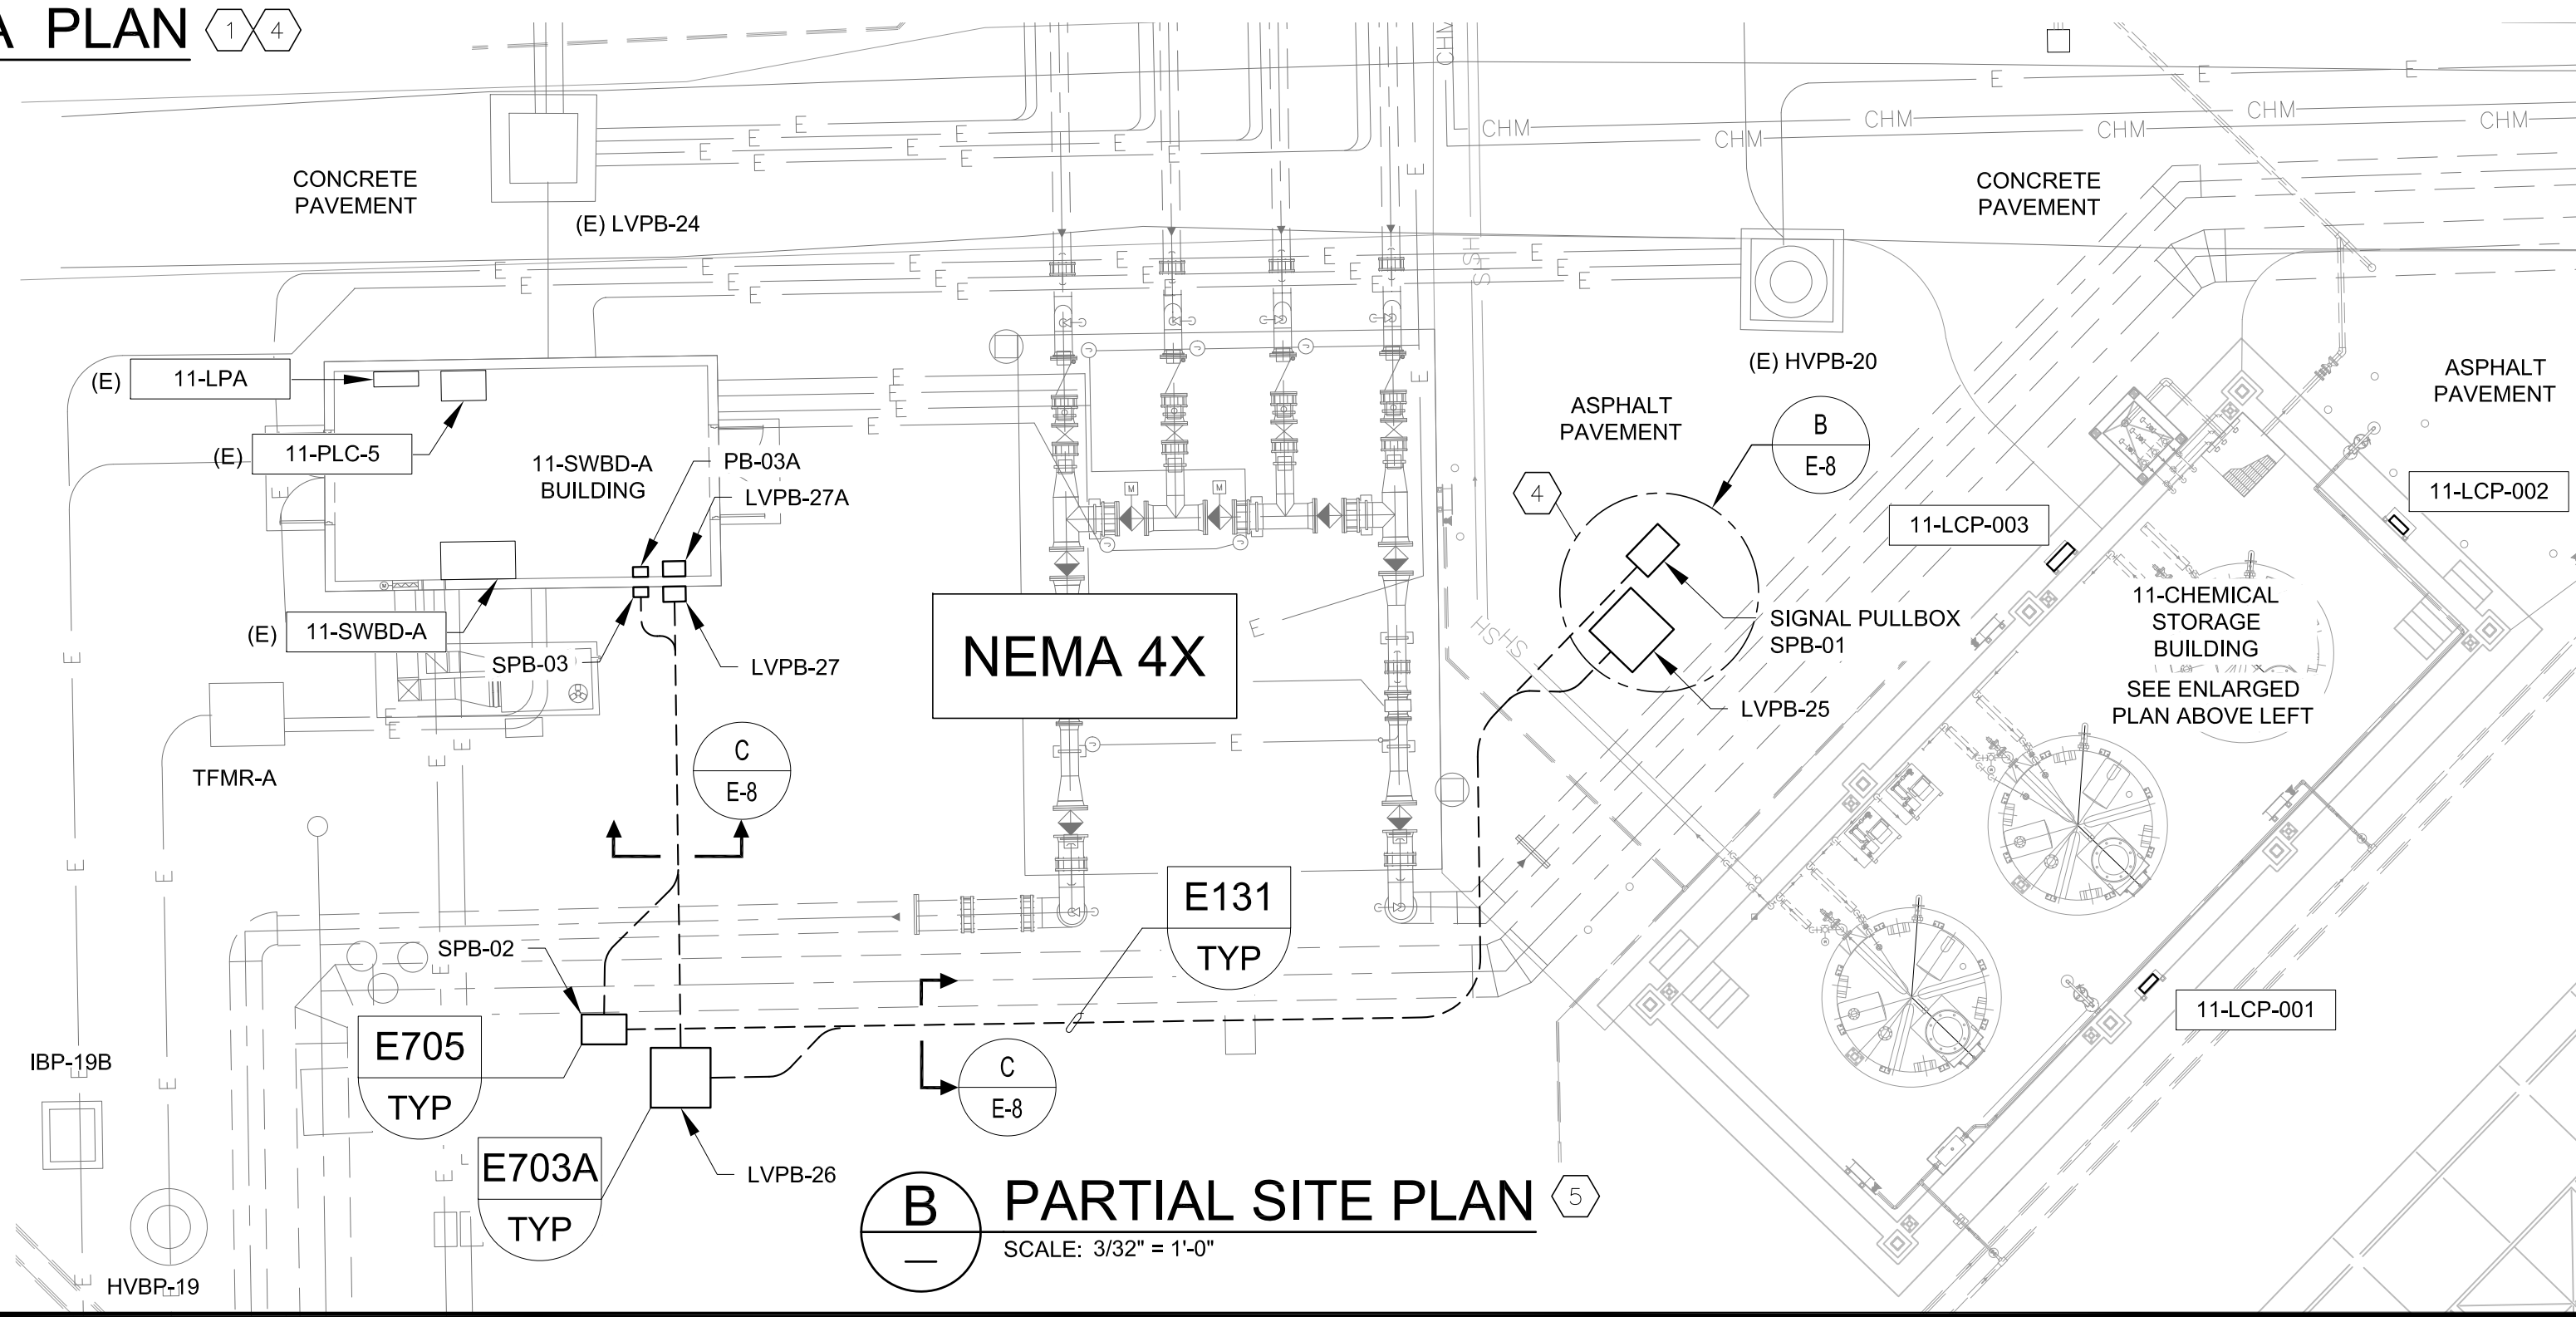 A PLAN
1
4
CONCRETE
PAVEMENT
(E) LVPB-24
E E E E E E E E
CHM
CHM
CHM
CHM
CHM
CHM
CHM
E E E
CONCRETE
PAVEMENT
SHSHS
(E) HVPB-20
ASPHALT
PAVEMENT
ASPHALT
PAVEMENT
(E) 11-LPA
(E) 11-PLC-5
11-SWBD-A
BUILDING
PB-03A
LVPB-27A
(E) 11-SWBD-A
SPB-03
LVPB-27
NEMA 4X
M
M
J
J
J
J
J
J
4
B
E-8
SIGNAL PULLBOX
SPB-01
LVPB-25
SHSHSH
11-LCP-003
11-LCP-002
11-CHEMICAL
STORAGE
BUILDING
SEE ENLARGED
PLAN ABOVE LEFT
11-LCP-001
TFMR-A
C
E-8
SPB-02
E131
TYP
E705
TYP
C
E-8
E703A
TYP
LVPB-26
IBP-19B
HVBP-19
B
—
PARTIAL SITE PLAN
5
SCALE: 3/32" = 1'-0"